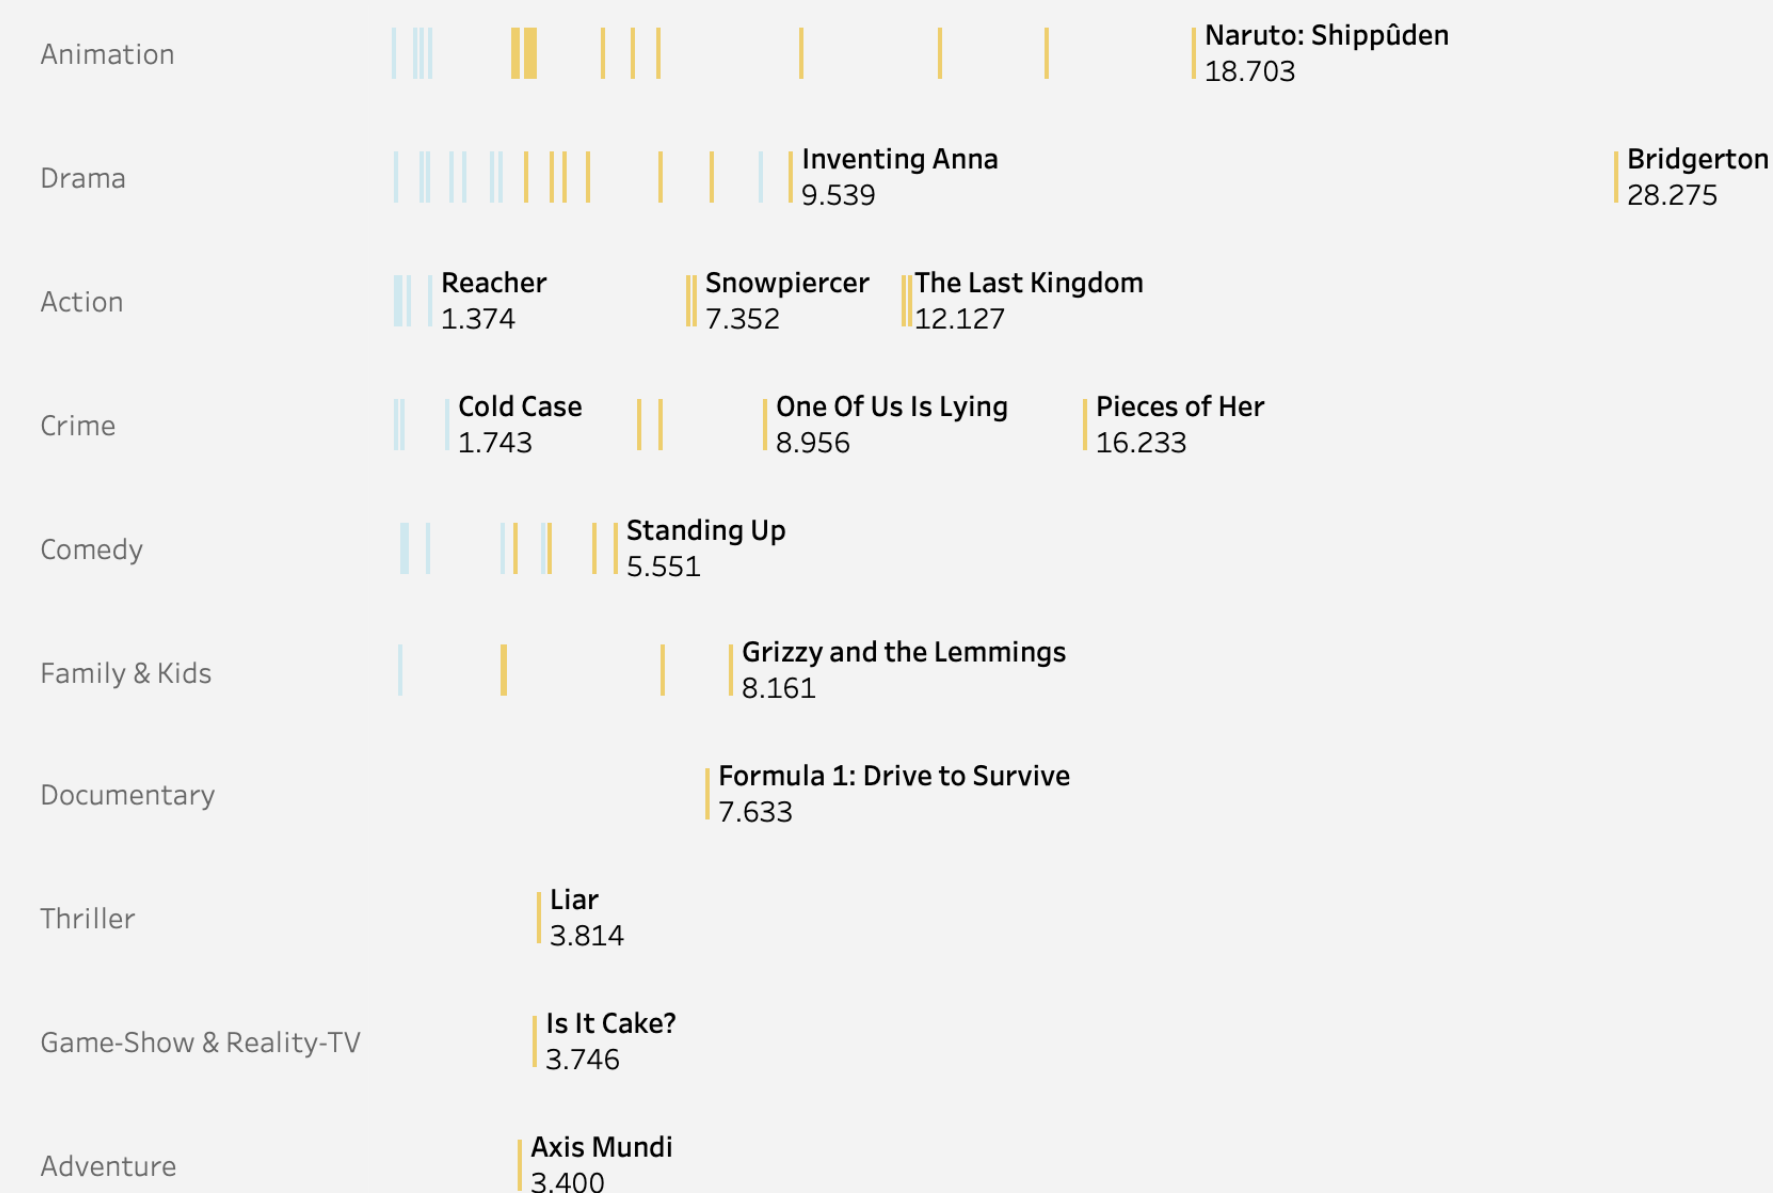 Animation
Naruto: Shippûden
18.703
Drama
Inventing Anna
9.539
Bridgerton
28.275
Action
Reacher
1.374
Snowpiercer
7.352
The Last Kingdom
12.127
Crime
Cold Case
1.743
One Of Us Is Lying
8.956
Pieces of Her
16.233
Comedy
Standing Up
5.551
Family & Kids
Grizzy and the Lemmings
8.161
Documentary
Formula 1: Drive to Survive
7.633
Thriller
Liar
3.814
Game-Show & Reality-TV
Is It Cake?
3.746
Adventure
Axis Mundi
3.400